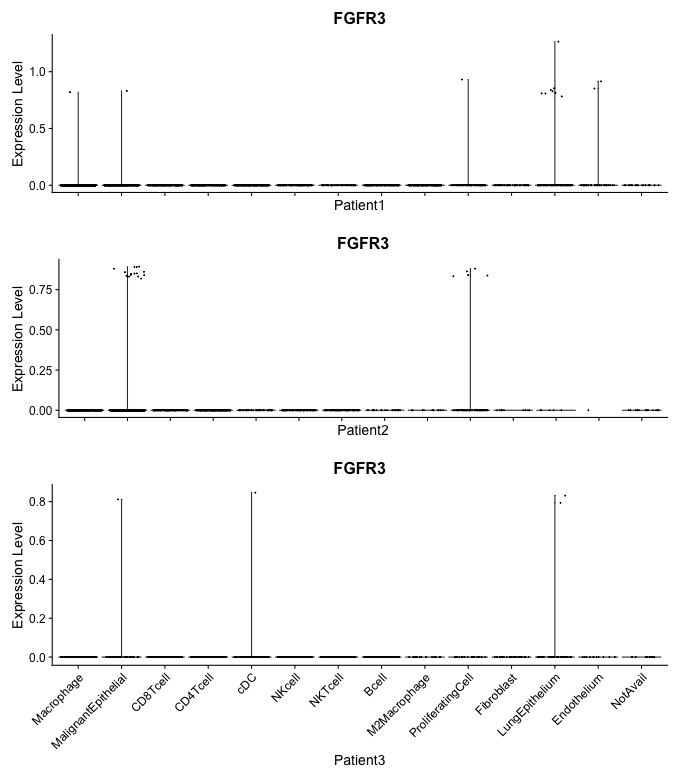 FGFR3
Expression Level
1.0
0.5
0.0
Patient1
FGFR3
Expression Level
0.75
0.50
0.25
0.00
Patient2
FGFR3
Expression Level
0.8
0.6
0.4
0.2
0.0
Macrophage
MalignantEpithelial
CD8Tcell
CD4Tcell
cDC
NKcell
NKTcell
Bcell
M2Macrophage
ProliferatingCell
Fibroblast
LungEpithelium
Endothelium
NotAvail
Patient3